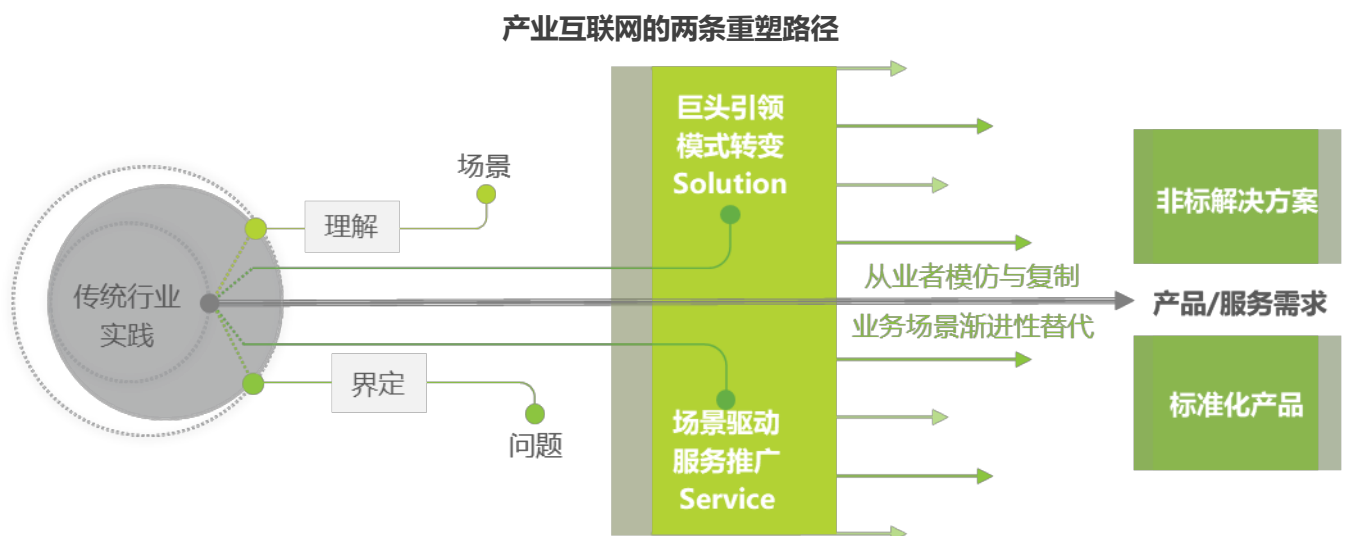 产业互联网的两条重塑路径
场景
理解
传统行业
实践
界定
问题
巨头引领
模式转变
Solution
场景驱动
服务推广
Service
从业者模仿与复制
业务场景渐进性替代
非标解决方案
产品/服务需求
标准化产品